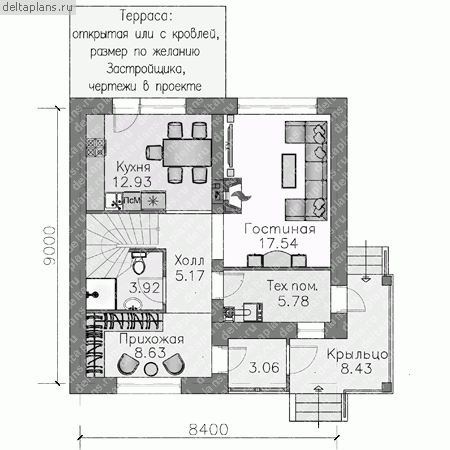 deltaplans.ru
Терраса:
открытая или с кровлей,
размер по желанию
Застройщика,
чертежи в проекте
Кухня
12.93
ПсМ
Гостиная
17.54
Холл
5.17
3.92
Тех.пом.
5.78
Прихожая
8.63
3.06
Крыльцо
8.43
9000
8400
deltaplans.ru